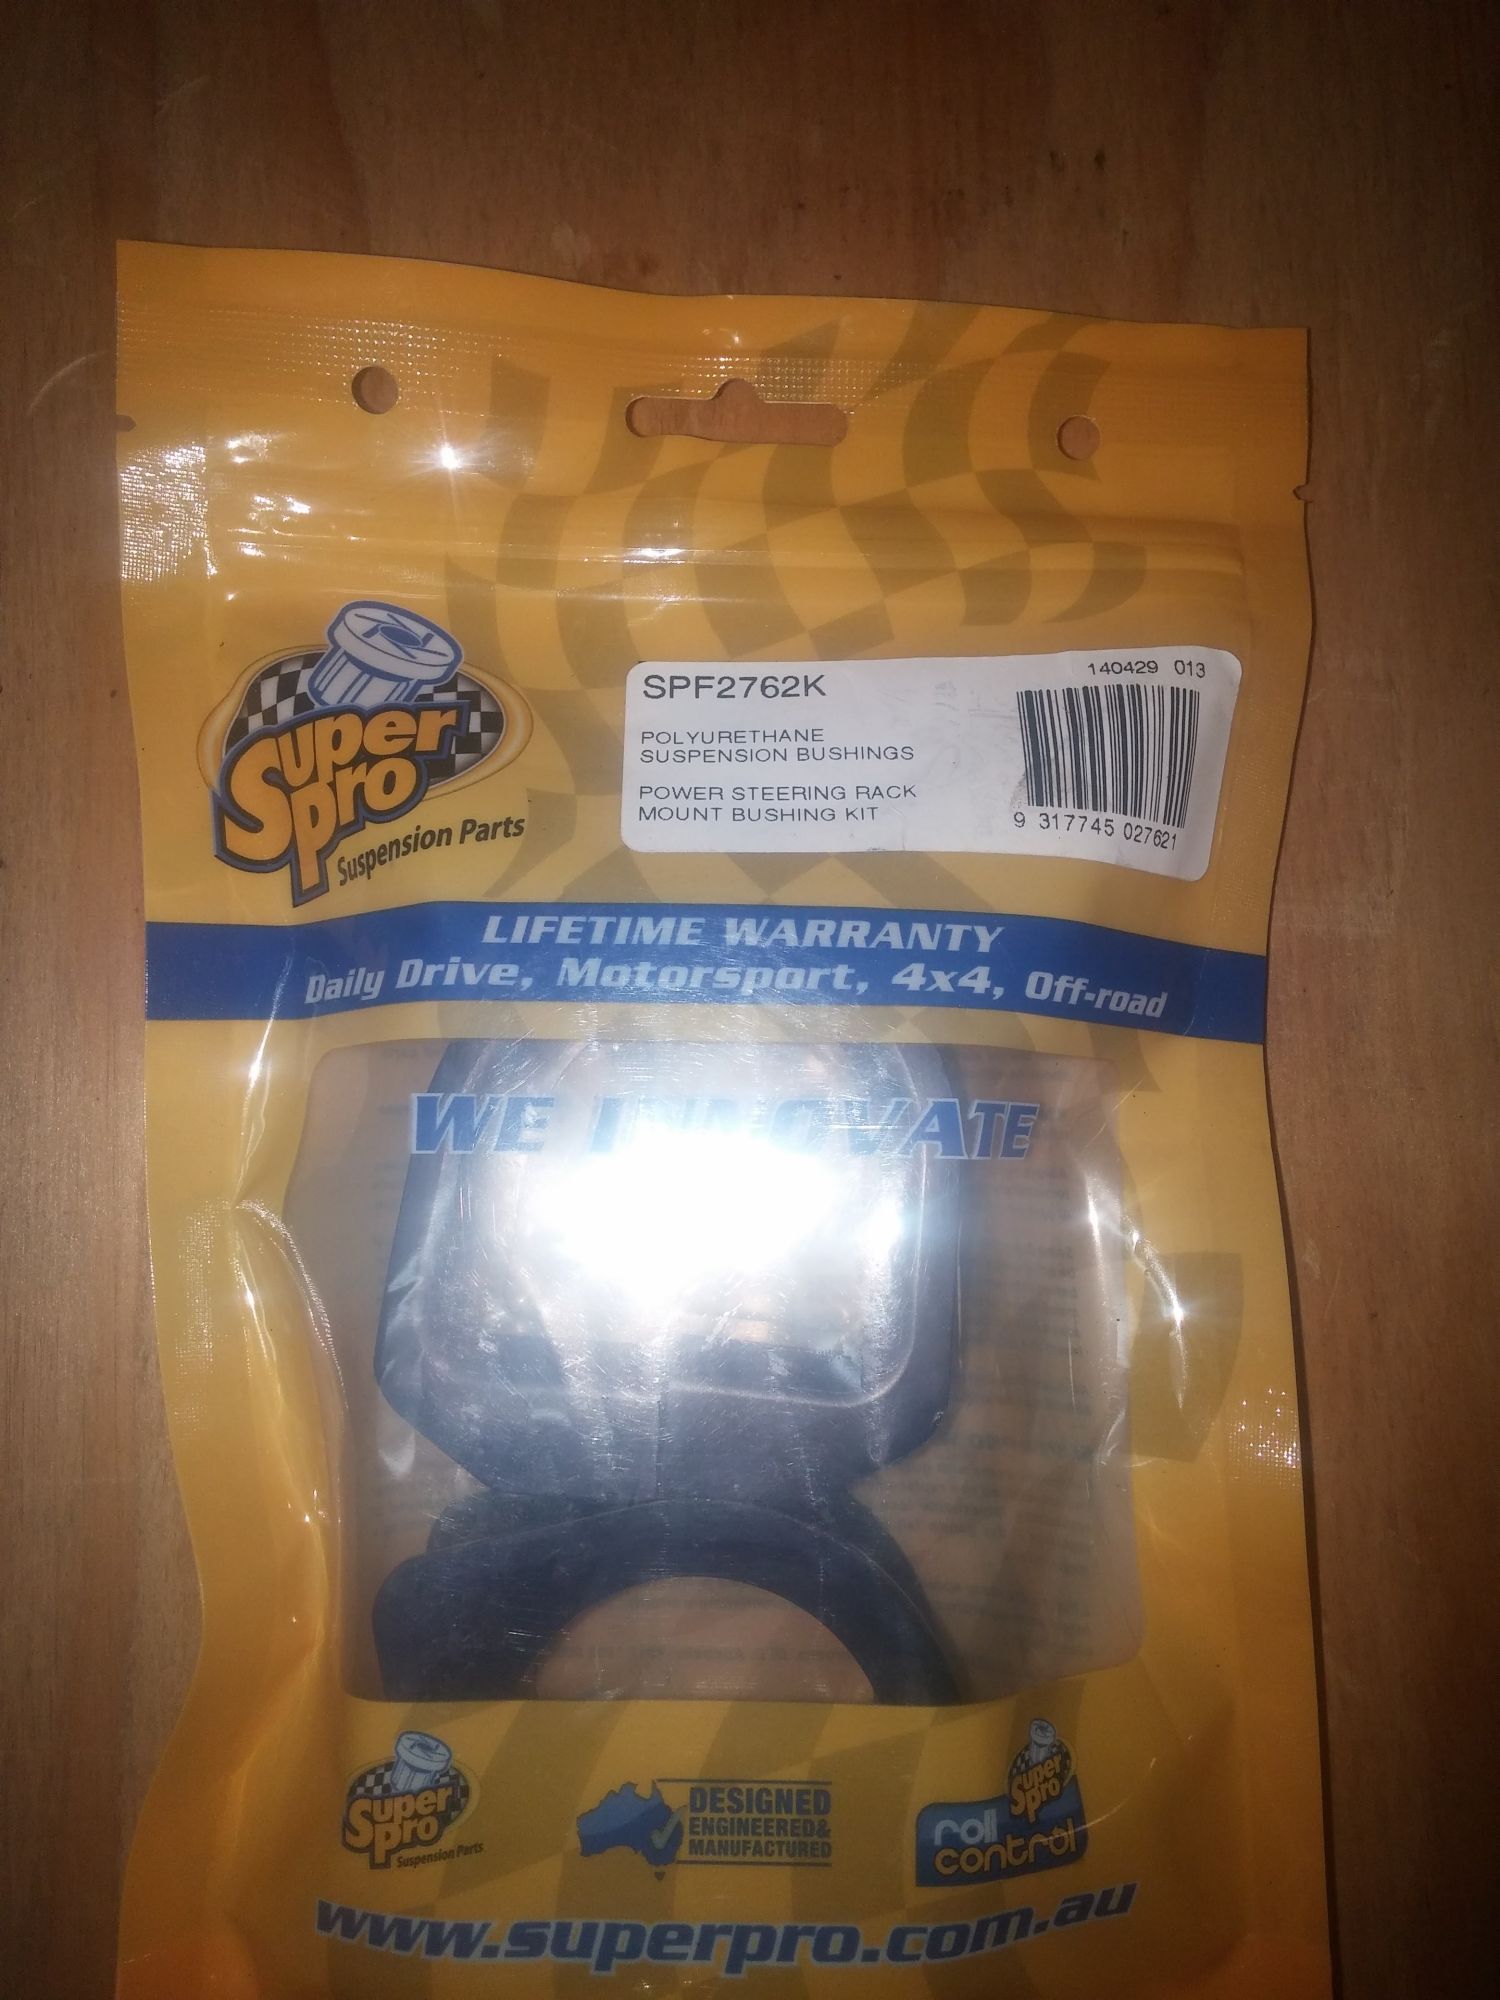 Super
Pro
Suspension Parts
SPF2762K
140429 013
POLYURETHANE
SUSPENSION BUSHINGS
POWER STEERING RACK
MOUNT BUSHING KIT
9 317745 027621
LIFETIME WARRANTY
Daily Drive, Motorsport, 4x4, Off-road
WE INNOVATE
Super
Pro
Suspension Parts
DESIGNED
ENGINEERED&
MANUFACTURED
Super
Pro
roll
control
www.superpro.com.au